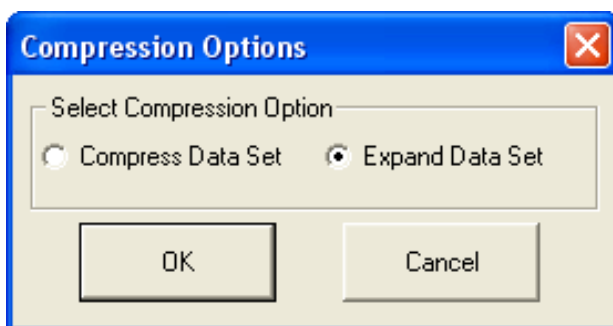 Compression Options
Select Compression Option
Compress Data Set Expand Data Set
OK Cancel